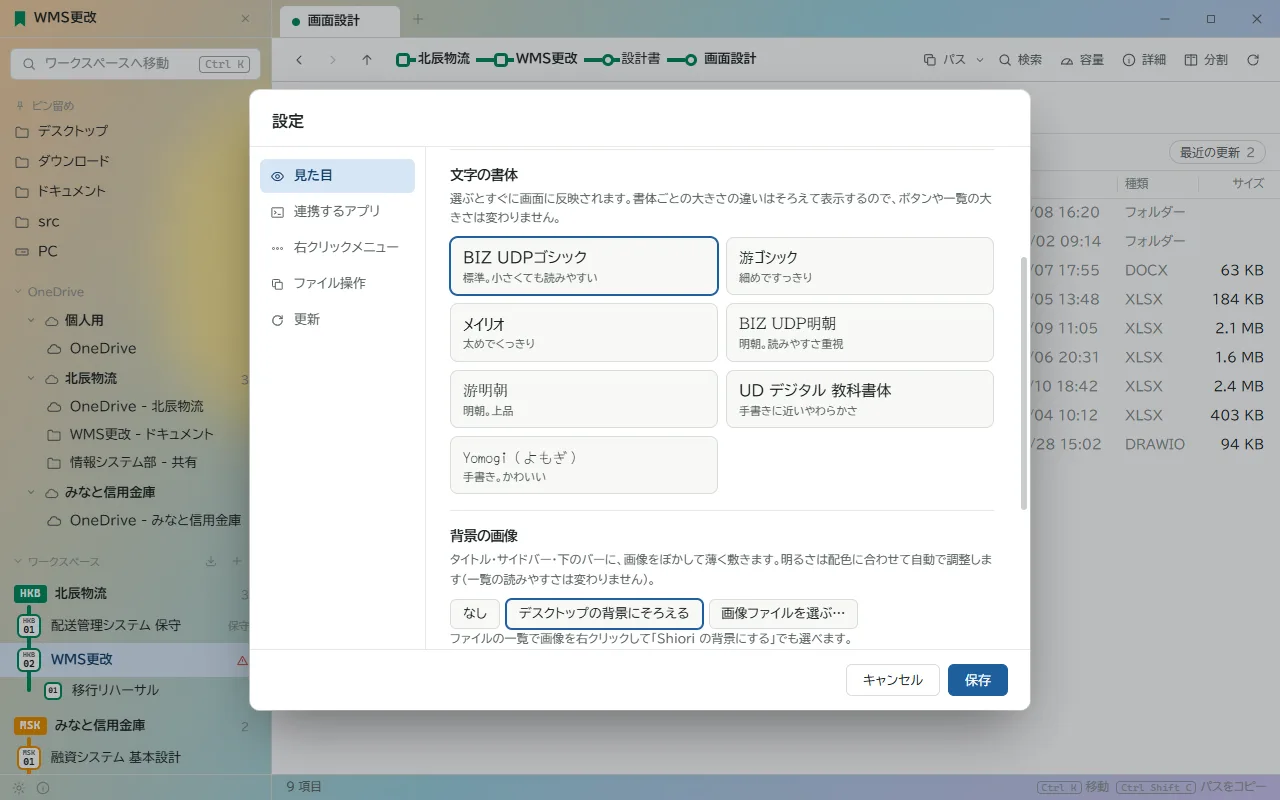 WMS更改
画面設計
ワークスペースへ移動 Ctrl K
北辰物流 WMS更改 設計書 画面設計
パス 検索 容量 詳細 分割
ピン留め
デスクトップ
ダウンロード
ドキュメント
src
PC
OneDrive
個人用
OneDrive
北辰物流 3
OneDrive - 北辰物流
WMS更改 - ドキュメント
情報システム部 - 共有
みなと信用金庫
OneDrive - みなと信用金庫
ワークスペース
HKB 北辰物流 3
HKB 01 配送管理システム 保守 保守
HKB 02 WMS更改
01 移行リハーサル
MSK みなと信用金庫 2
MSK 01 融資システム 基本設計
設定
見た目
連携するアプリ
右クリックメニュー
ファイル操作
更新
文字の書体
選ぶとすぐに画面に反映されます。書体ごとの大きさの違いはそろえて表示するので、ボタンや一覧の大
きさは変わりません。
BIZ UDPゴシック
標準。小さくても読みやすい
游ゴシック
細めですっきり
メイリオ
太めでくっきり
BIZ UDP明朝
明朝。読みやすさ重視
游明朝
明朝。上品
UD デジタル 教科書体
手書きに近いやわらかさ
Yomogi（よもぎ）
手書き。かわいい
背景の画像
タイトル・サイドバー・下のバーに、画像をぼかして薄く敷きます。明るさは配色に合わせて自動で調整しま
す（一覧の読みやすさは変わりません）。
なし デスクトップの背景にそろえる 画像ファイルを選ぶ…
ファイルの一覧で画像を右クリックして「Shiori の背景にする」でも選べます。
キャンセル 保存
最近の更新 2
種類 サイズ
/08 16:20 フォルダー
/02 09:14 フォルダー
/07 17:55 DOCX 63 KB
/05 13:48 XLSX 184 KB
/09 11:05 XLSX 2.1 MB
/06 20:31 XLSX 1.6 MB
/10 18:42 XLSX 2.4 MB
/04 10:12 XLSX 403 KB
/28 15:02 DRAWIO 94 KB
9 項目
Ctrl K 移動 Ctrl Shift C パスをコピー